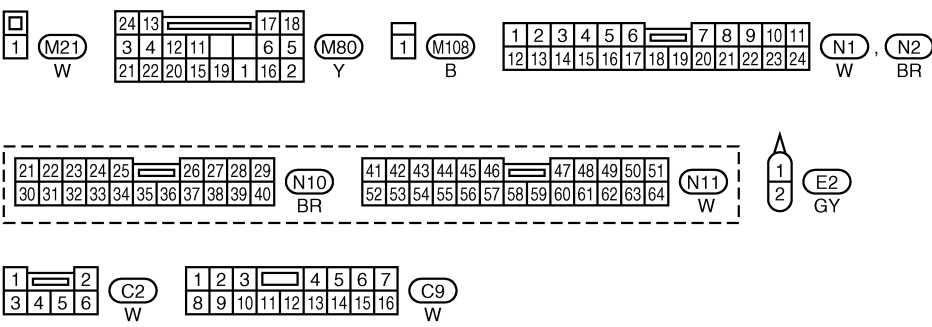 24 13 17 18
1 3 4 12 11 6 5 1 1 2 3 4 5 6 7 8 9 10 11
M21 M80 M108 N1 , N2
21 22 20 15 19 1 16 2 12 13 14 15 16 17 18 19 20 21 22 23 24
W Y B W BR
21 22 23 24 25 26 27 28 29 41 42 43 44 45 46 47 48 49 50 51 1
N10 N11 E2
30 31 32 33 34 35 36 37 38 39 40 52 53 54 55 56 57 58 59 60 61 62 63 64 2
BR W GY
1 2 1 2 3 4 5 6 7
C2 C9
3 4 5 6 8 9 10 11 12 13 14 15 16
W W